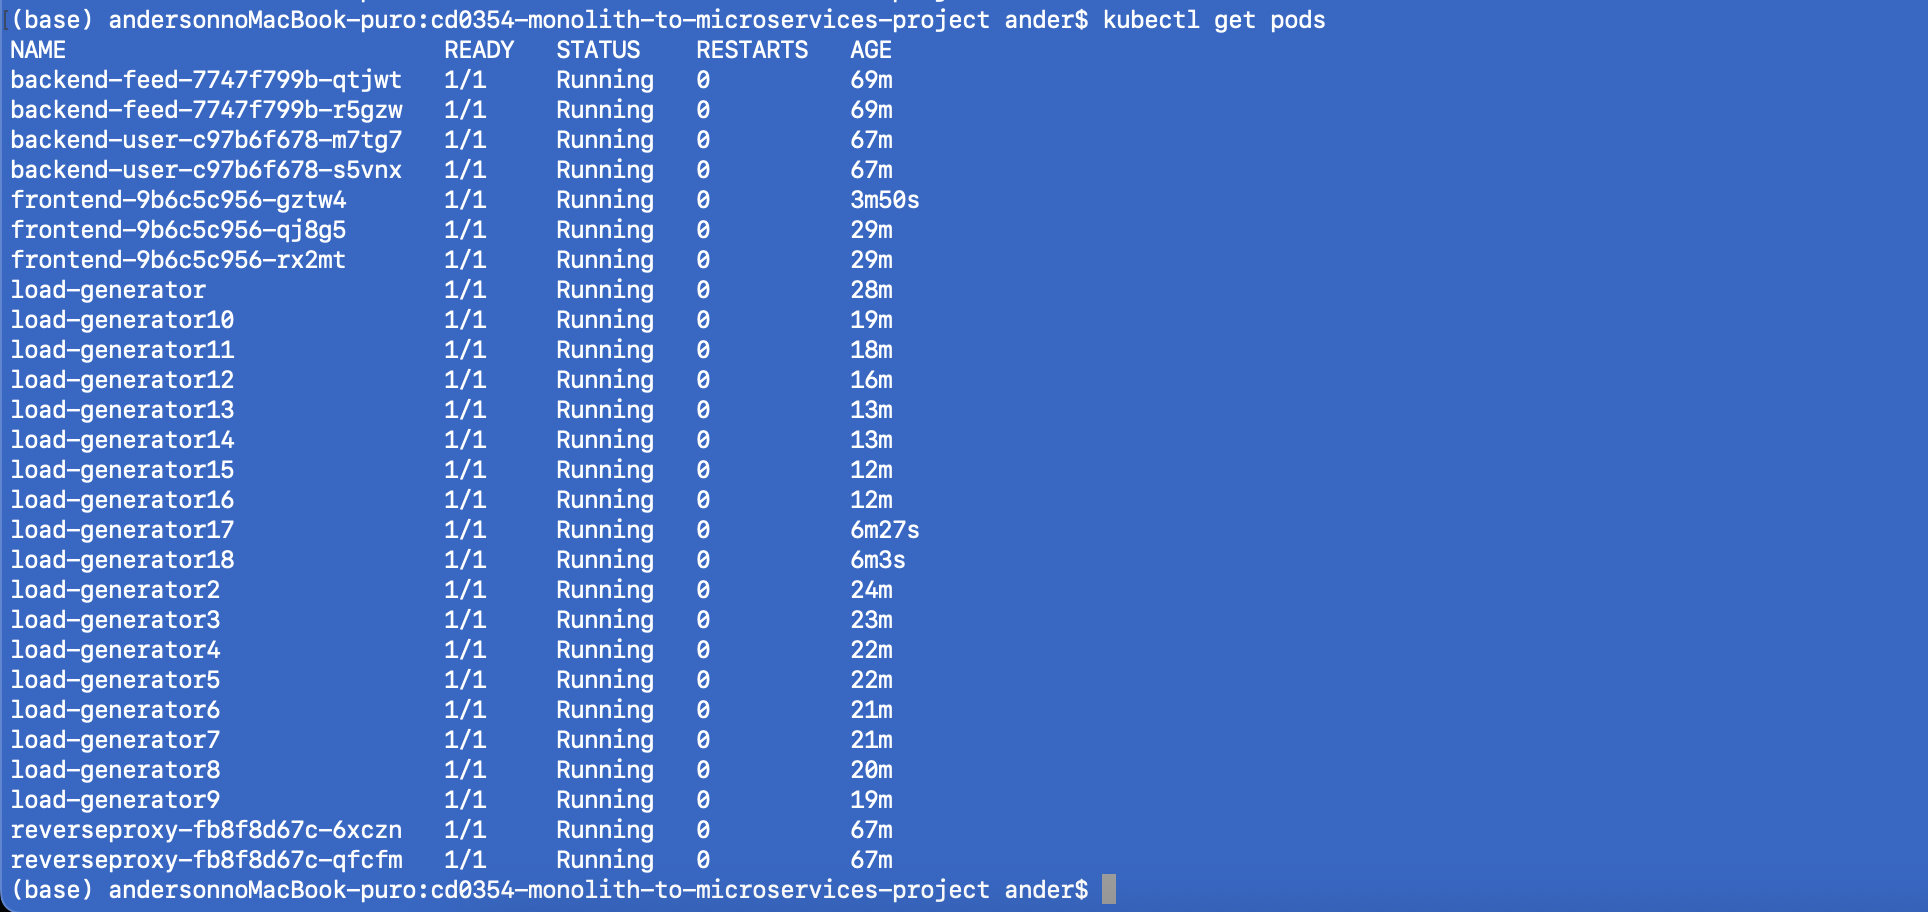 (base) andersonnoMacBook-puro:cd0354-monolith-to-microservices-project ander$ kubectl get pods
NAME READY STATUS RESTARTS AGE
backend-feed-7747f799b-qtjwt 1/1 Running 0 69m
backend-feed-7747f799b-r5gzw 1/1 Running 0 69m
backend-user-c97b6f678-m7tg7 1/1 Running 0 67m
backend-user-c97b6f678-s5vnx 1/1 Running 0 67m
frontend-9b6c5c956-gztw4 1/1 Running 0 3m50s
frontend-9b6c5c956-qj8g5 1/1 Running 0 29m
frontend-9b6c5c956-rx2mt 1/1 Running 0 29m
load-generator 1/1 Running 0 28m
load-generator10 1/1 Running 0 19m
load-generator11 1/1 Running 0 18m
load-generator12 1/1 Running 0 16m
load-generator13 1/1 Running 0 13m
load-generator14 1/1 Running 0 13m
load-generator15 1/1 Running 0 12m
load-generator16 1/1 Running 0 12m
load-generator17 1/1 Running 0 6m27s
load-generator18 1/1 Running 0 6m3s
load-generator2 1/1 Running 0 24m
load-generator3 1/1 Running 0 23m
load-generator4 1/1 Running 0 22m
load-generator5 1/1 Running 0 22m
load-generator6 1/1 Running 0 21m
load-generator7 1/1 Running 0 21m
load-generator8 1/1 Running 0 20m
load-generator9 1/1 Running 0 19m
reverseproxy-fb8f8d67c-6xczn 1/1 Running 0 67m
reverseproxy-fb8f8d67c-qfcfm 1/1 Running 0 67m
(base) andersonnoMacBook-puro:cd0354-monolith-to-microservices-project ander$